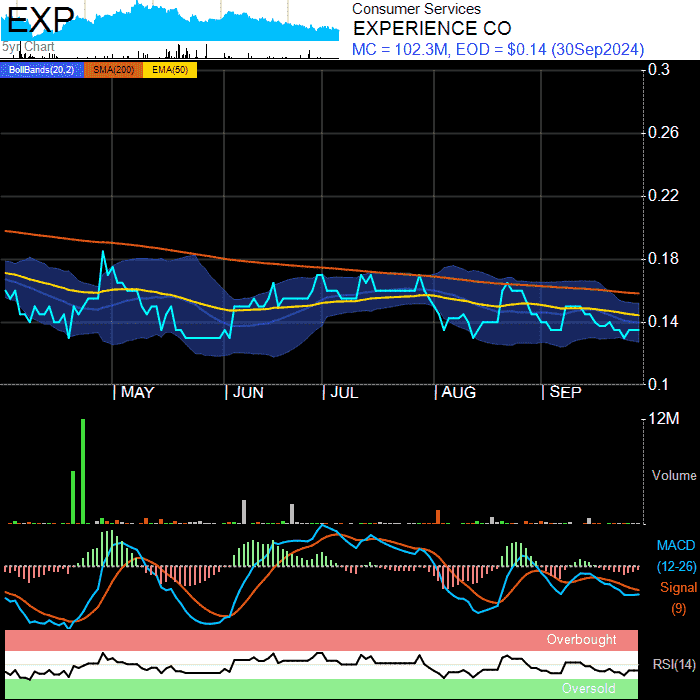 EXP
5yr Chart
Consumer Services
EXPERIENCE CO
MC = 102.3M, EOD = $0.14 (30Sep2024)
BollBands(20,2) SMA(200) EMA(50)
0.3
0.26
0.22
0.18
0.14
0.1
MAY JUN JUL AUG SEP
12M
Volume
MACD
(12-26)
Signal
(9)
Overbought
RSI(14)
Oversold